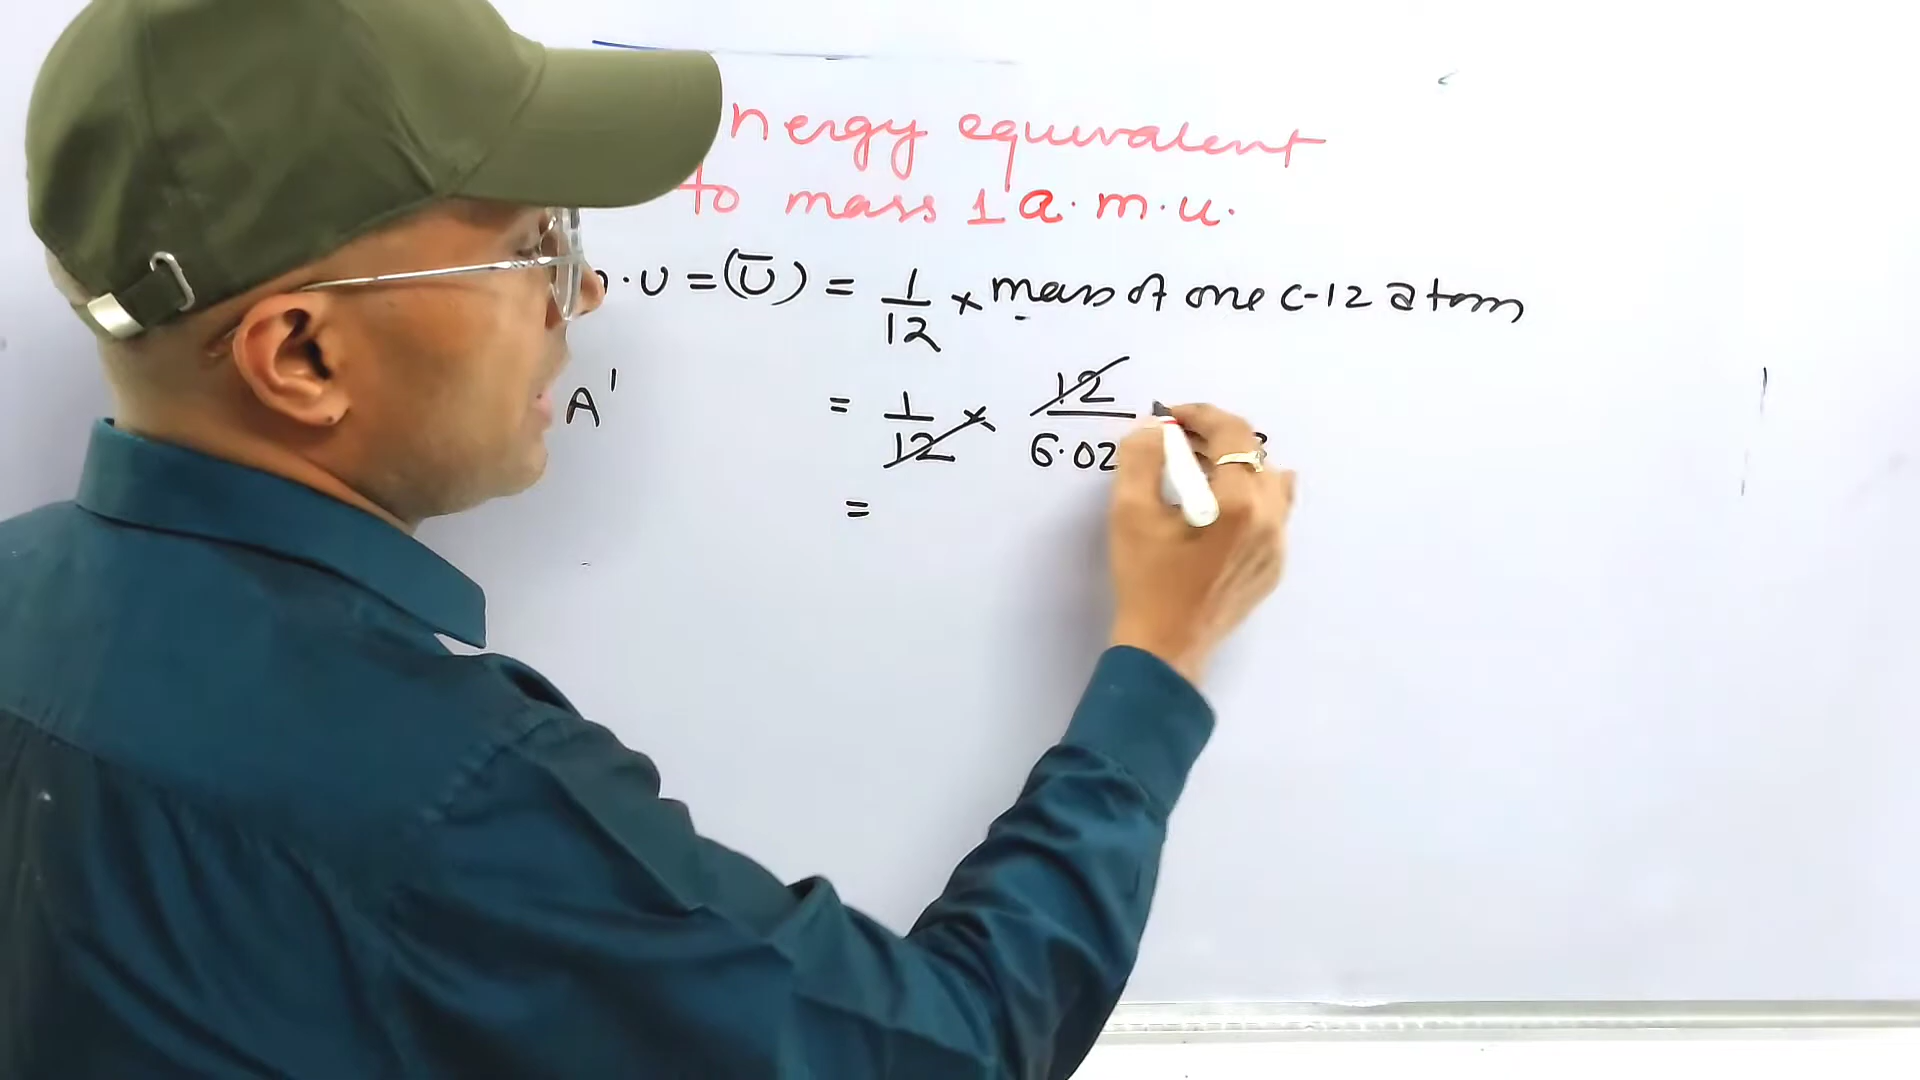 nergy equivalent
to mass 1 a.m.u.
.u = (U̅) = 1/12 × mass of one C-12 atom
A' = 1/12 × 12/6.02
=